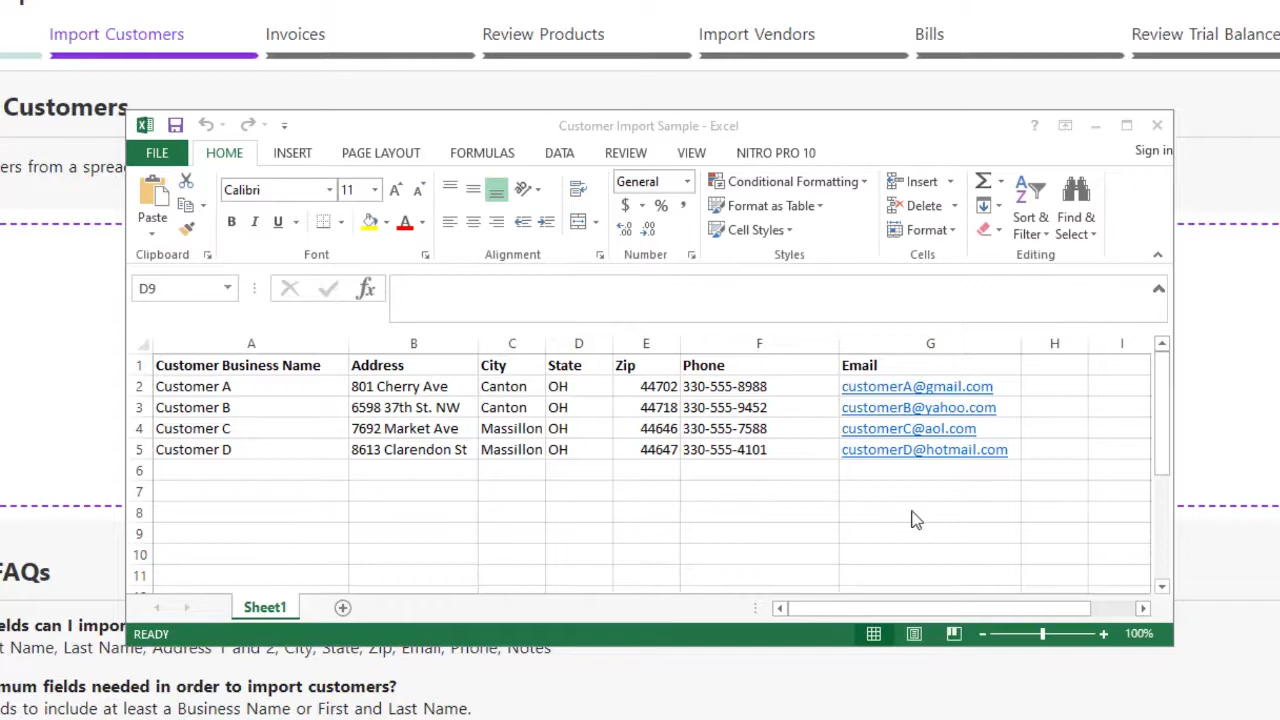 Import Customers Invoices Review Products Import Vendors Bills Review Trial Balance
Customers
ers from a sprea
Customer Import Sample - Excel
?
FILE HOME INSERT PAGE LAYOUT FORMULAS DATA REVIEW VIEW NITRO PRO 10 Sign in
Paste
Calibri 11
B I U
General
$ % ,
Conditional Formatting
Format as Table
Cell Styles
Insert
Delete
Format
Sort & Filter
Find & Select
Clipboard Font Alignment Number Styles Cells Editing
D9 fx
A B C D E F G H I
1 Customer Business Name Address City State Zip Phone Email
2 Customer A 801 Cherry Ave Canton OH 44702 330-555-8988 customerA@gmail.com
3 Customer B 6598 37th St. NW Canton OH 44718 330-555-9452 customerB@yahoo.com
4 Customer C 7692 Market Ave Massillon OH 44646 330-555-7588 customerC@aol.com
5 Customer D 8613 Clarendon St Massillon OH 44647 330-555-4101 customerD@hotmail.com
6
7
8
9
10
11
Sheet1
READY 100%
FAQs
elds can I impor
t Name, Last Name, Address 1 and 2, City, State, Zip, Email, Phone, Notes
mum fields needed in order to import customers?
ds to include at least a Business Name or First and Last Name.